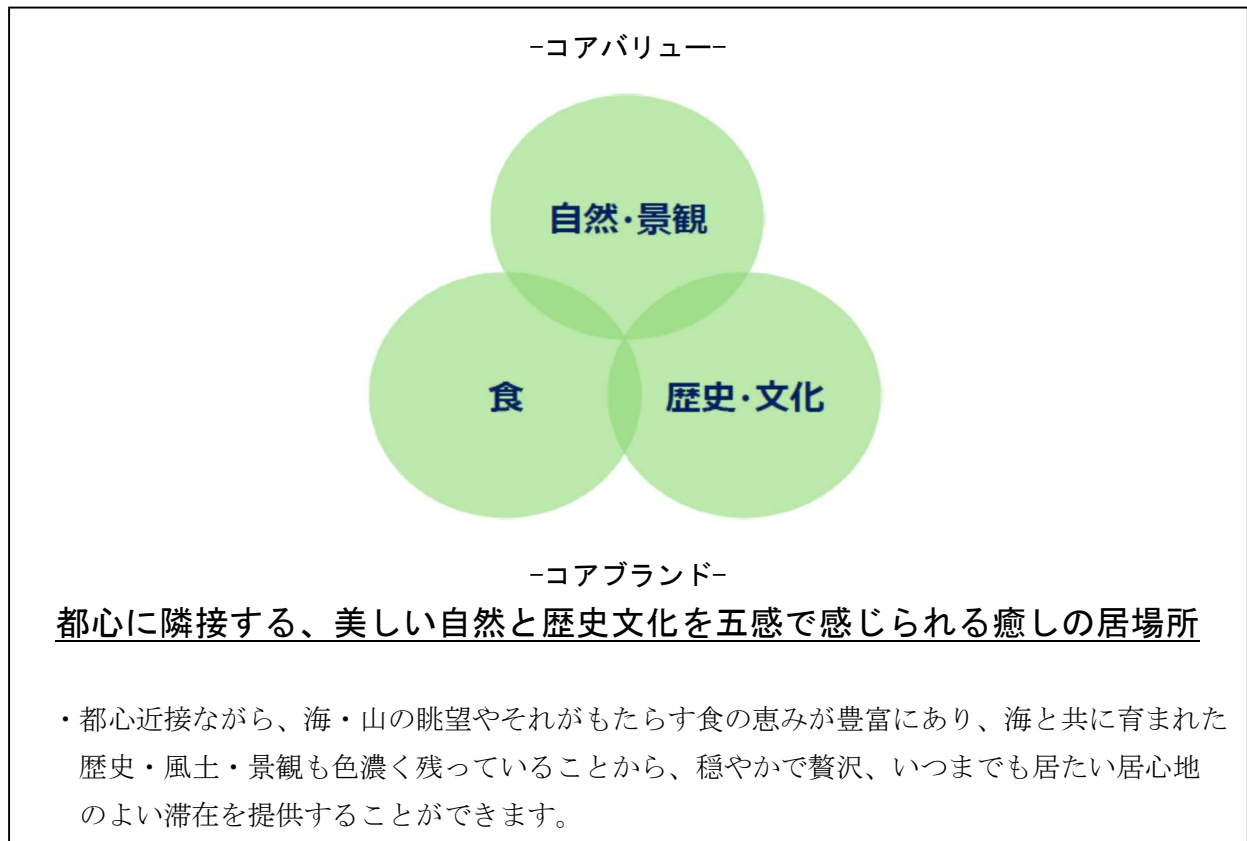 -コアバリュー-
自然･景観
食
歴史･文化
-コアブランド-
都心に隣接する、美しい自然と歴史文化を五感で感じられる癒しの居場所
・都心近接ながら、海・山の眺望やそれがもたらす食の恵みが豊富にあり、海と共に育まれた
歴史・風土・景観も色濃く残っていることから、穏やかで贅沢、いつまでも居たい居心地
のよい滞在を提供することができます。